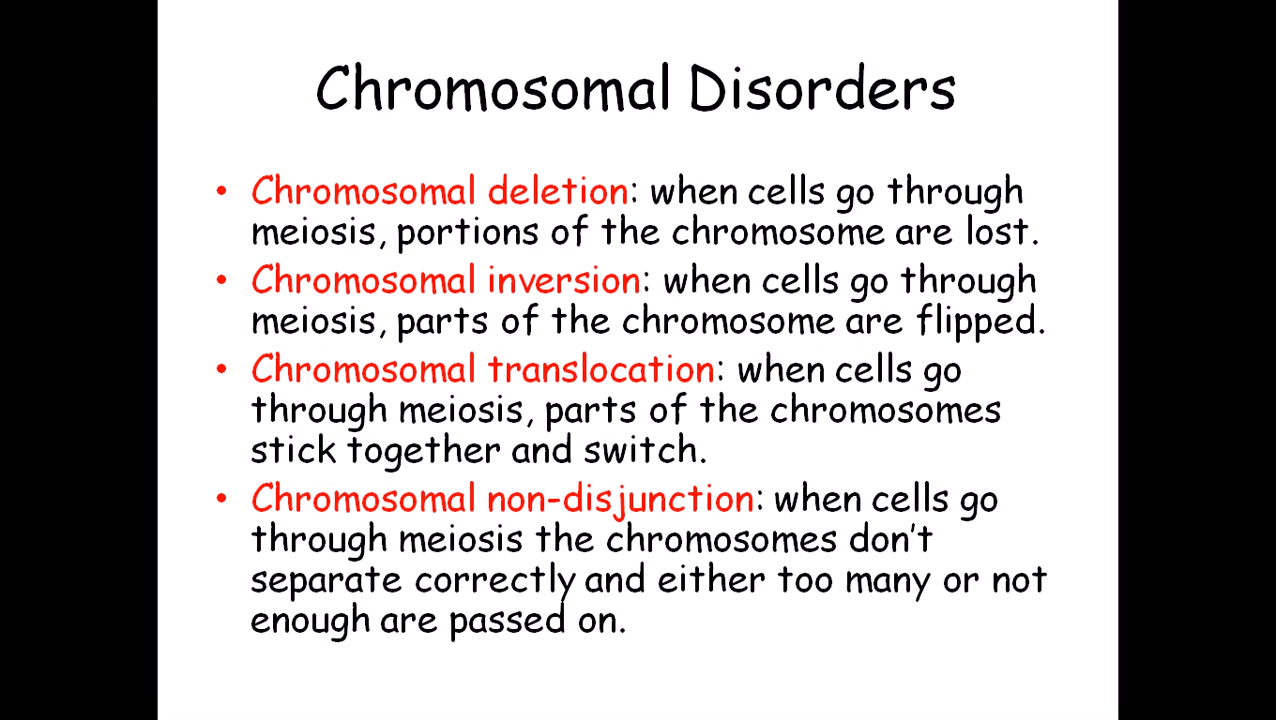 Chromosomal Disorders
• Chromosomal deletion: when cells go through
meiosis, portions of the chromosome are lost.
• Chromosomal inversion: when cells go through
meiosis, parts of the chromosome are flipped.
• Chromosomal translocation: when cells go
through meiosis, parts of the chromosomes
stick together and switch.
• Chromosomal non-disjunction: when cells go
through meiosis the chromosomes don't
separate correctly and either too many or not
enough are passed on.